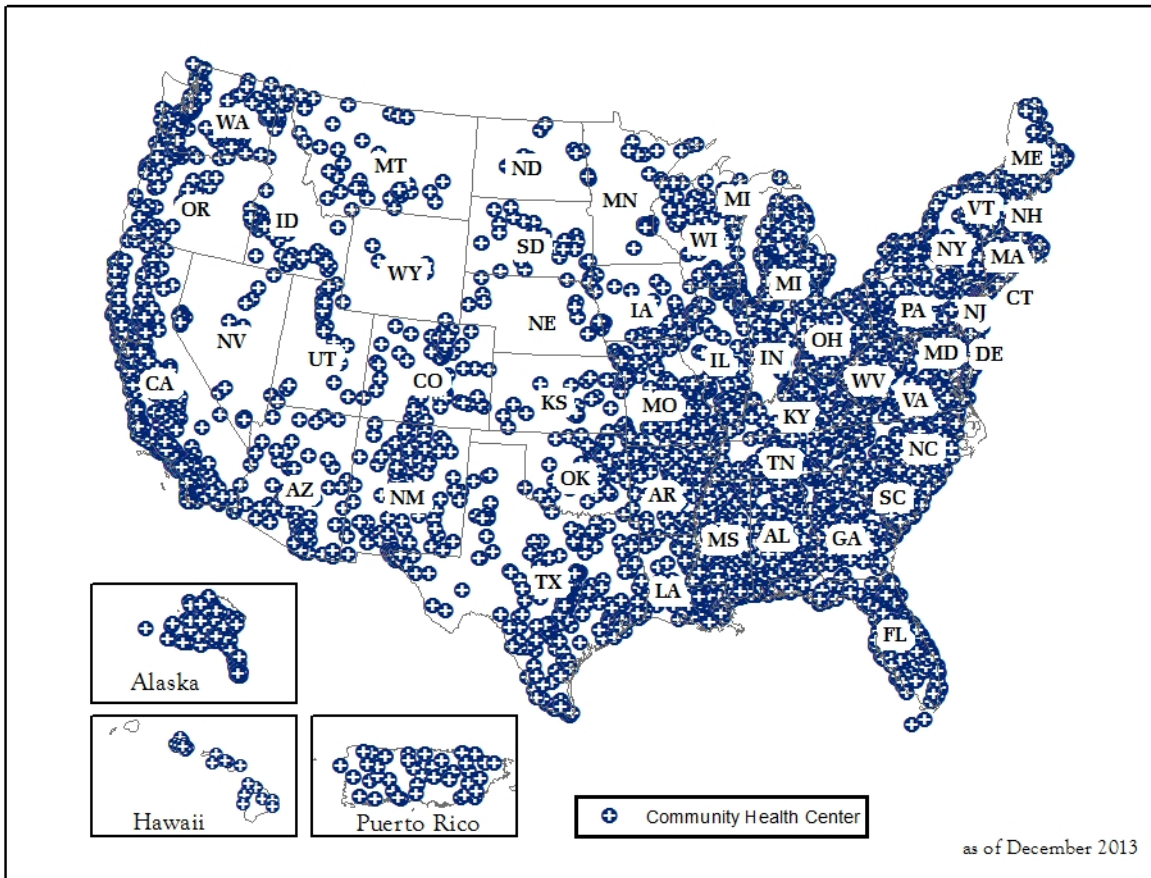 WA
MT
ND
ME
MN
MI
VT
OR
NH
ID
SD
WI
NY
MA
WY
MI
IA
CT
PA
NJ
NE
NV
OH
MD
DE
UT
IL
IN
CO
WV
CA
VA
KS
MO
KY
NC
TN
OK
AZ
NM
AR
SC
MS
AL
GA
TX
LA
FL
Alaska
Hawaii
Puerto Rico
Community Health Center
as of December 2013